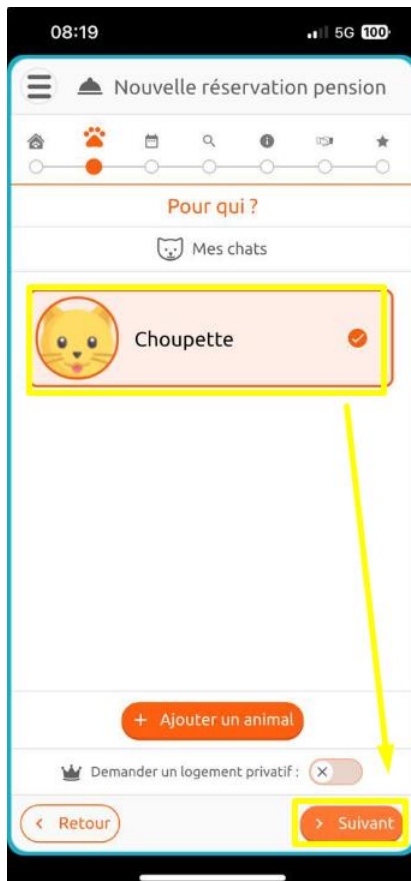 08:19 5G 100
Nouvelle réservation pension
Pour qui ?
Mes chats
Choupette
+ Ajouter un animal
Demander un logement privatif :
< Retour
> Suivant